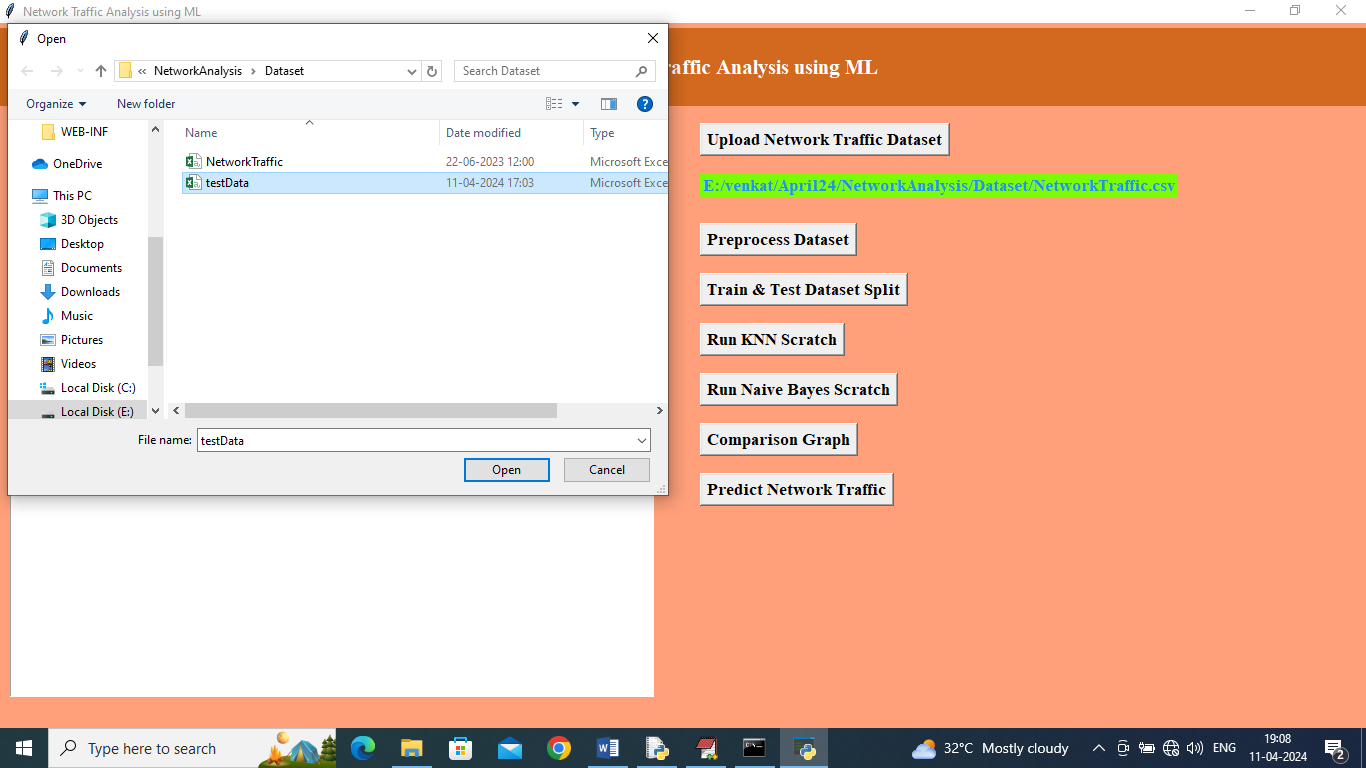 Network Traffic Analysis using ML
Open
« NetworkAnalysis › Dataset
Search Dataset
Organize
New folder
WEB-INF
OneDrive
This PC
3D Objects
Desktop
Documents
Downloads
Music
Pictures
Videos
Local Disk (C:)
Local Disk (E:)
Name Date modified Type
NetworkTraffic 22-06-2023 12:00 Microsoft Exce
testData 11-04-2024 17:03 Microsoft Exce
File name: testData
Open Cancel
raffic Analysis using ML
Upload Network Traffic Dataset
E:/venkat/April24/NetworkAnalysis/Dataset/NetworkTraffic.csv
Preprocess Dataset
Train & Test Dataset Split
Run KNN Scratch
Run Naive Bayes Scratch
Comparison Graph
Predict Network Traffic
Type here to search
32°C Mostly cloudy
ENG
19:08
11-04-2024
2